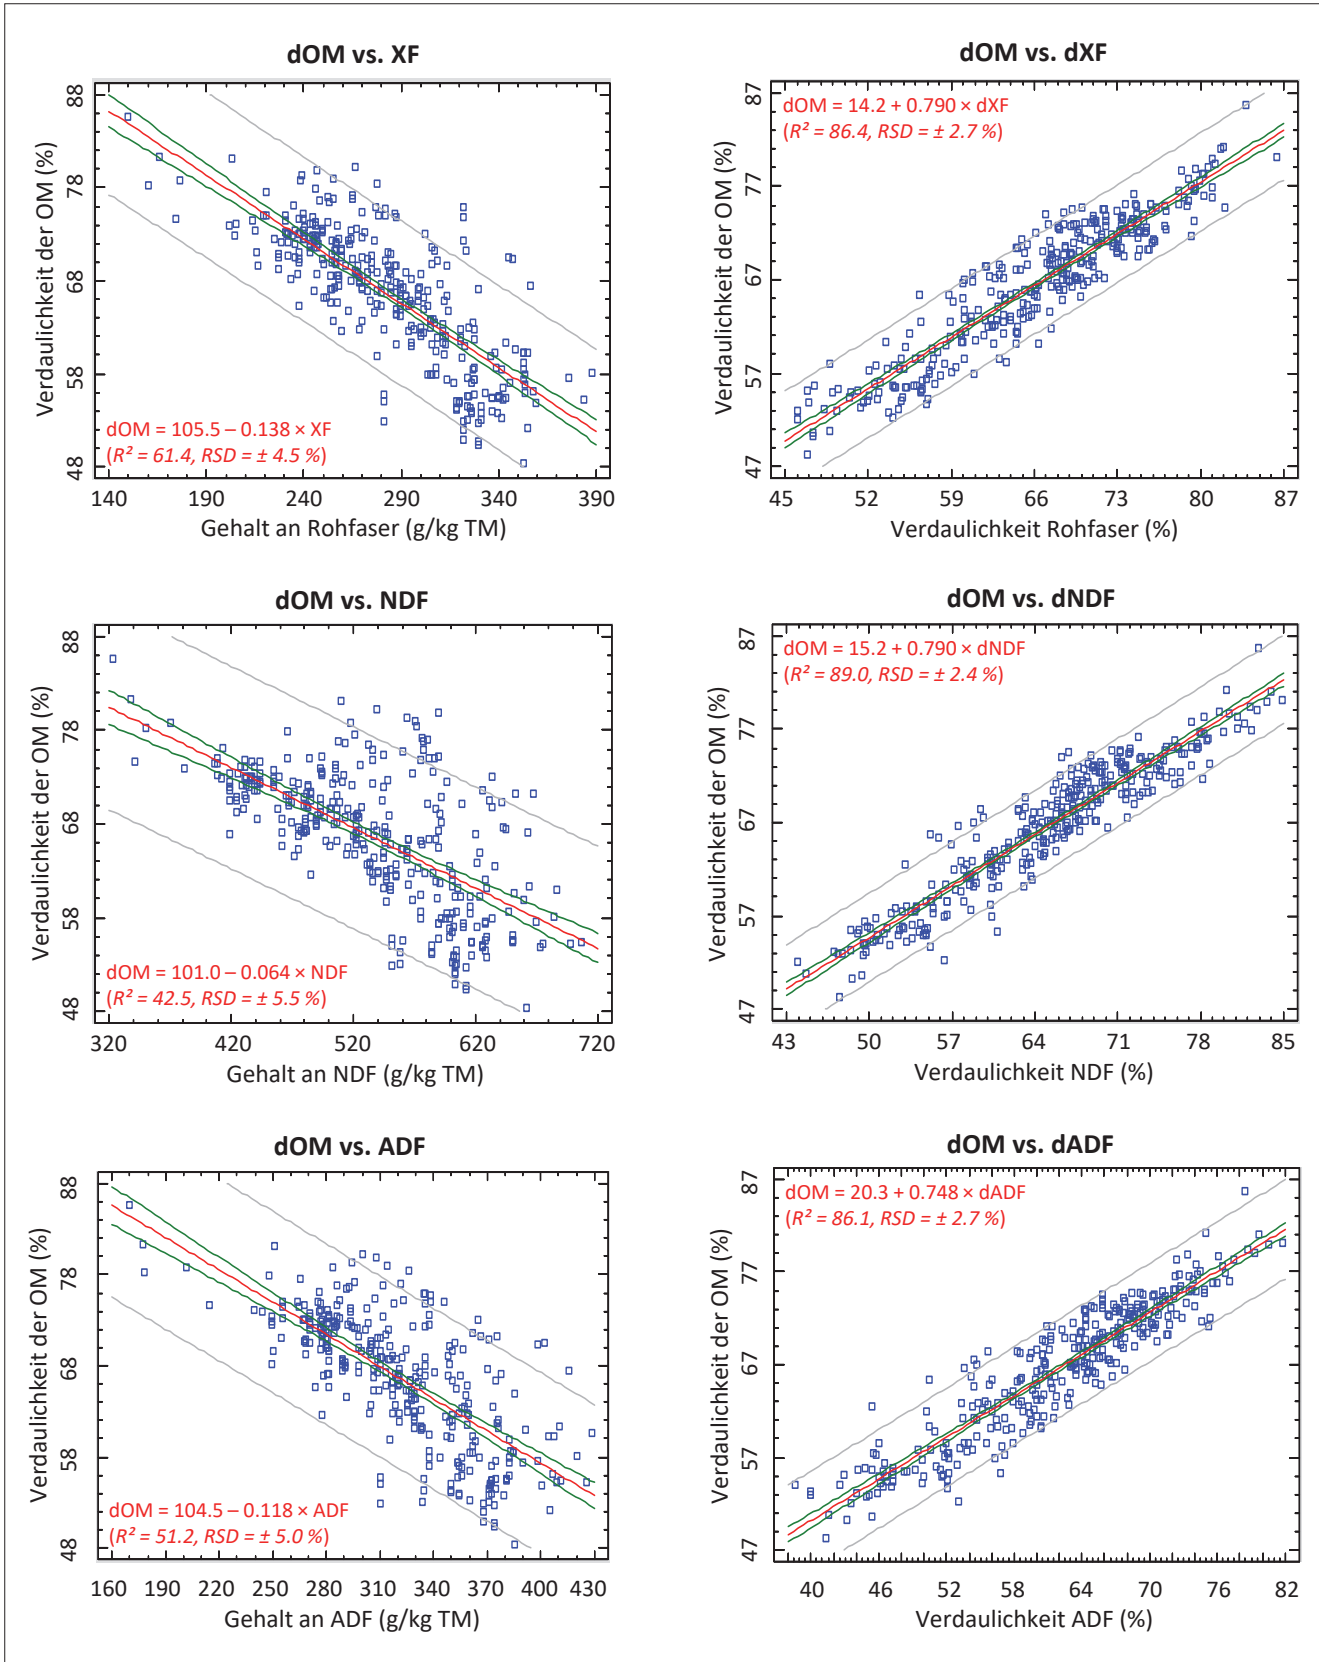 dOM vs. XF
Verdaulichkeit der OM (%)
88
78
68
58
48
dOM = 105.5 – 0.138 × XF
(R² = 61.4, RSD = ± 4.5 %)
140 190 240 290 340 390
Gehalt an Rohfaser (g/kg TM)
dOM vs. dXF
Verdaulichkeit der OM (%)
87
77
67
57
47
dOM = 14.2 + 0.790 × dXF
(R² = 86.4, RSD = ± 2.7 %)
45 52 59 66 73 80 87
Verdaulichkeit Rohfaser (%)
dOM vs. NDF
Verdaulichkeit der OM (%)
88
78
68
58
48
dOM = 101.0 – 0.064 × NDF
(R² = 42.5, RSD = ± 5.5 %)
320 420 520 620 720
Gehalt an NDF (g/kg TM)
dOM vs. dNDF
Verdaulichkeit der OM (%)
87
77
67
57
47
dOM = 15.2 + 0.790 × dNDF
(R² = 89.0, RSD = ± 2.4 %)
43 50 57 64 71 78 85
Verdaulichkeit NDF (%)
dOM vs. ADF
Verdaulichkeit der OM (%)
88
78
68
58
48
dOM = 104.5 – 0.118 × ADF
(R² = 51.2, RSD = ± 5.0 %)
160 190 220 250 280 310 340 370 400 430
Gehalt an ADF (g/kg TM)
dOM vs. dADF
Verdaulichkeit der OM (%)
87
77
67
57
47
dOM = 20.3 + 0.748 × dADF
(R² = 86.1, RSD = ± 2.7 %)
40 46 52 58 64 70 76 82
Verdaulichkeit ADF (%)